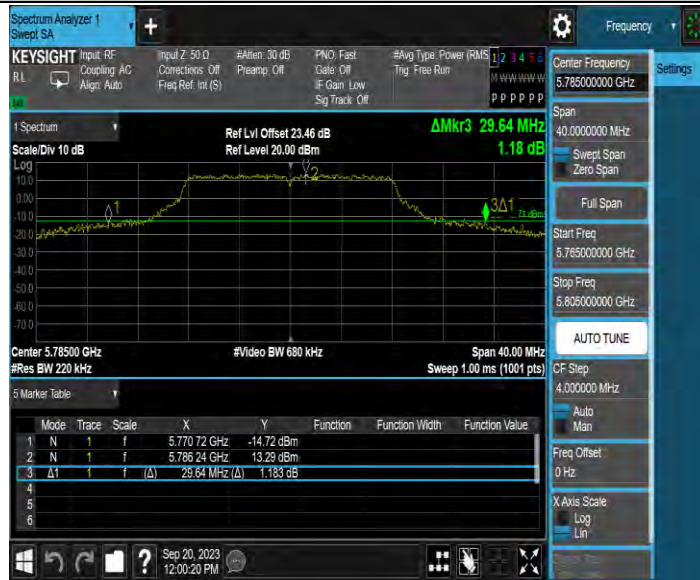 Spectrum Analyzer 1
Swept SA
Frequency
KEYSIGHT
RL
Input: RF
Coupling: AC
Align: Auto
Input Z: 50 Ω
Corrections: Off
Freq Ref: Int (S)
#Atten: 30 dB
Preamp: Off
PNO: Fast
Gate: Off
IF Gain: Low
Sig Track: Off
#Avg Type: Power (RMS
Trig: Free Run
1 2 3 4 5 6
M W W W W W
P P P P P P
1 Spectrum
Scale/Div 10 dB
Ref Lvl Offset 23.46 dB
Ref Level 20.00 dBm
ΔMkr3 29.64 MHz
1.18 dB
Log
10.0
0.00
-10.0
-20.0
-30.0
-40.0
-50.0
-60.0
-70.0
1
2
3Δ1
Center 5.78500 GHz
#Video BW 680 kHz
Span 40.00 MHz
#Res BW 220 kHz
Sweep 1.00 ms (1001 pts)
5 Marker Table
Mode Trace Scale X Y Function Function Width Function Value
1 N 1 f 5.770 72 GHz -14.72 dBm
2 N 1 f 5.786 24 GHz 13.29 dBm
3 Δ1 1 f (Δ) 29.64 MHz (Δ) 1.183 dB
4
5
6
Sep 20, 2023
12:00:20 PM
Center Frequency
5.785000000 GHz
Settings
Span
40.0000000 MHz
Swept Span
Zero Span
Full Span
Start Freq
5.765000000 GHz
Stop Freq
5.805000000 GHz
AUTO TUNE
CF Step
4.000000 MHz
Auto
Man
Freq Offset
0 Hz
X Axis Scale
Log
Lin